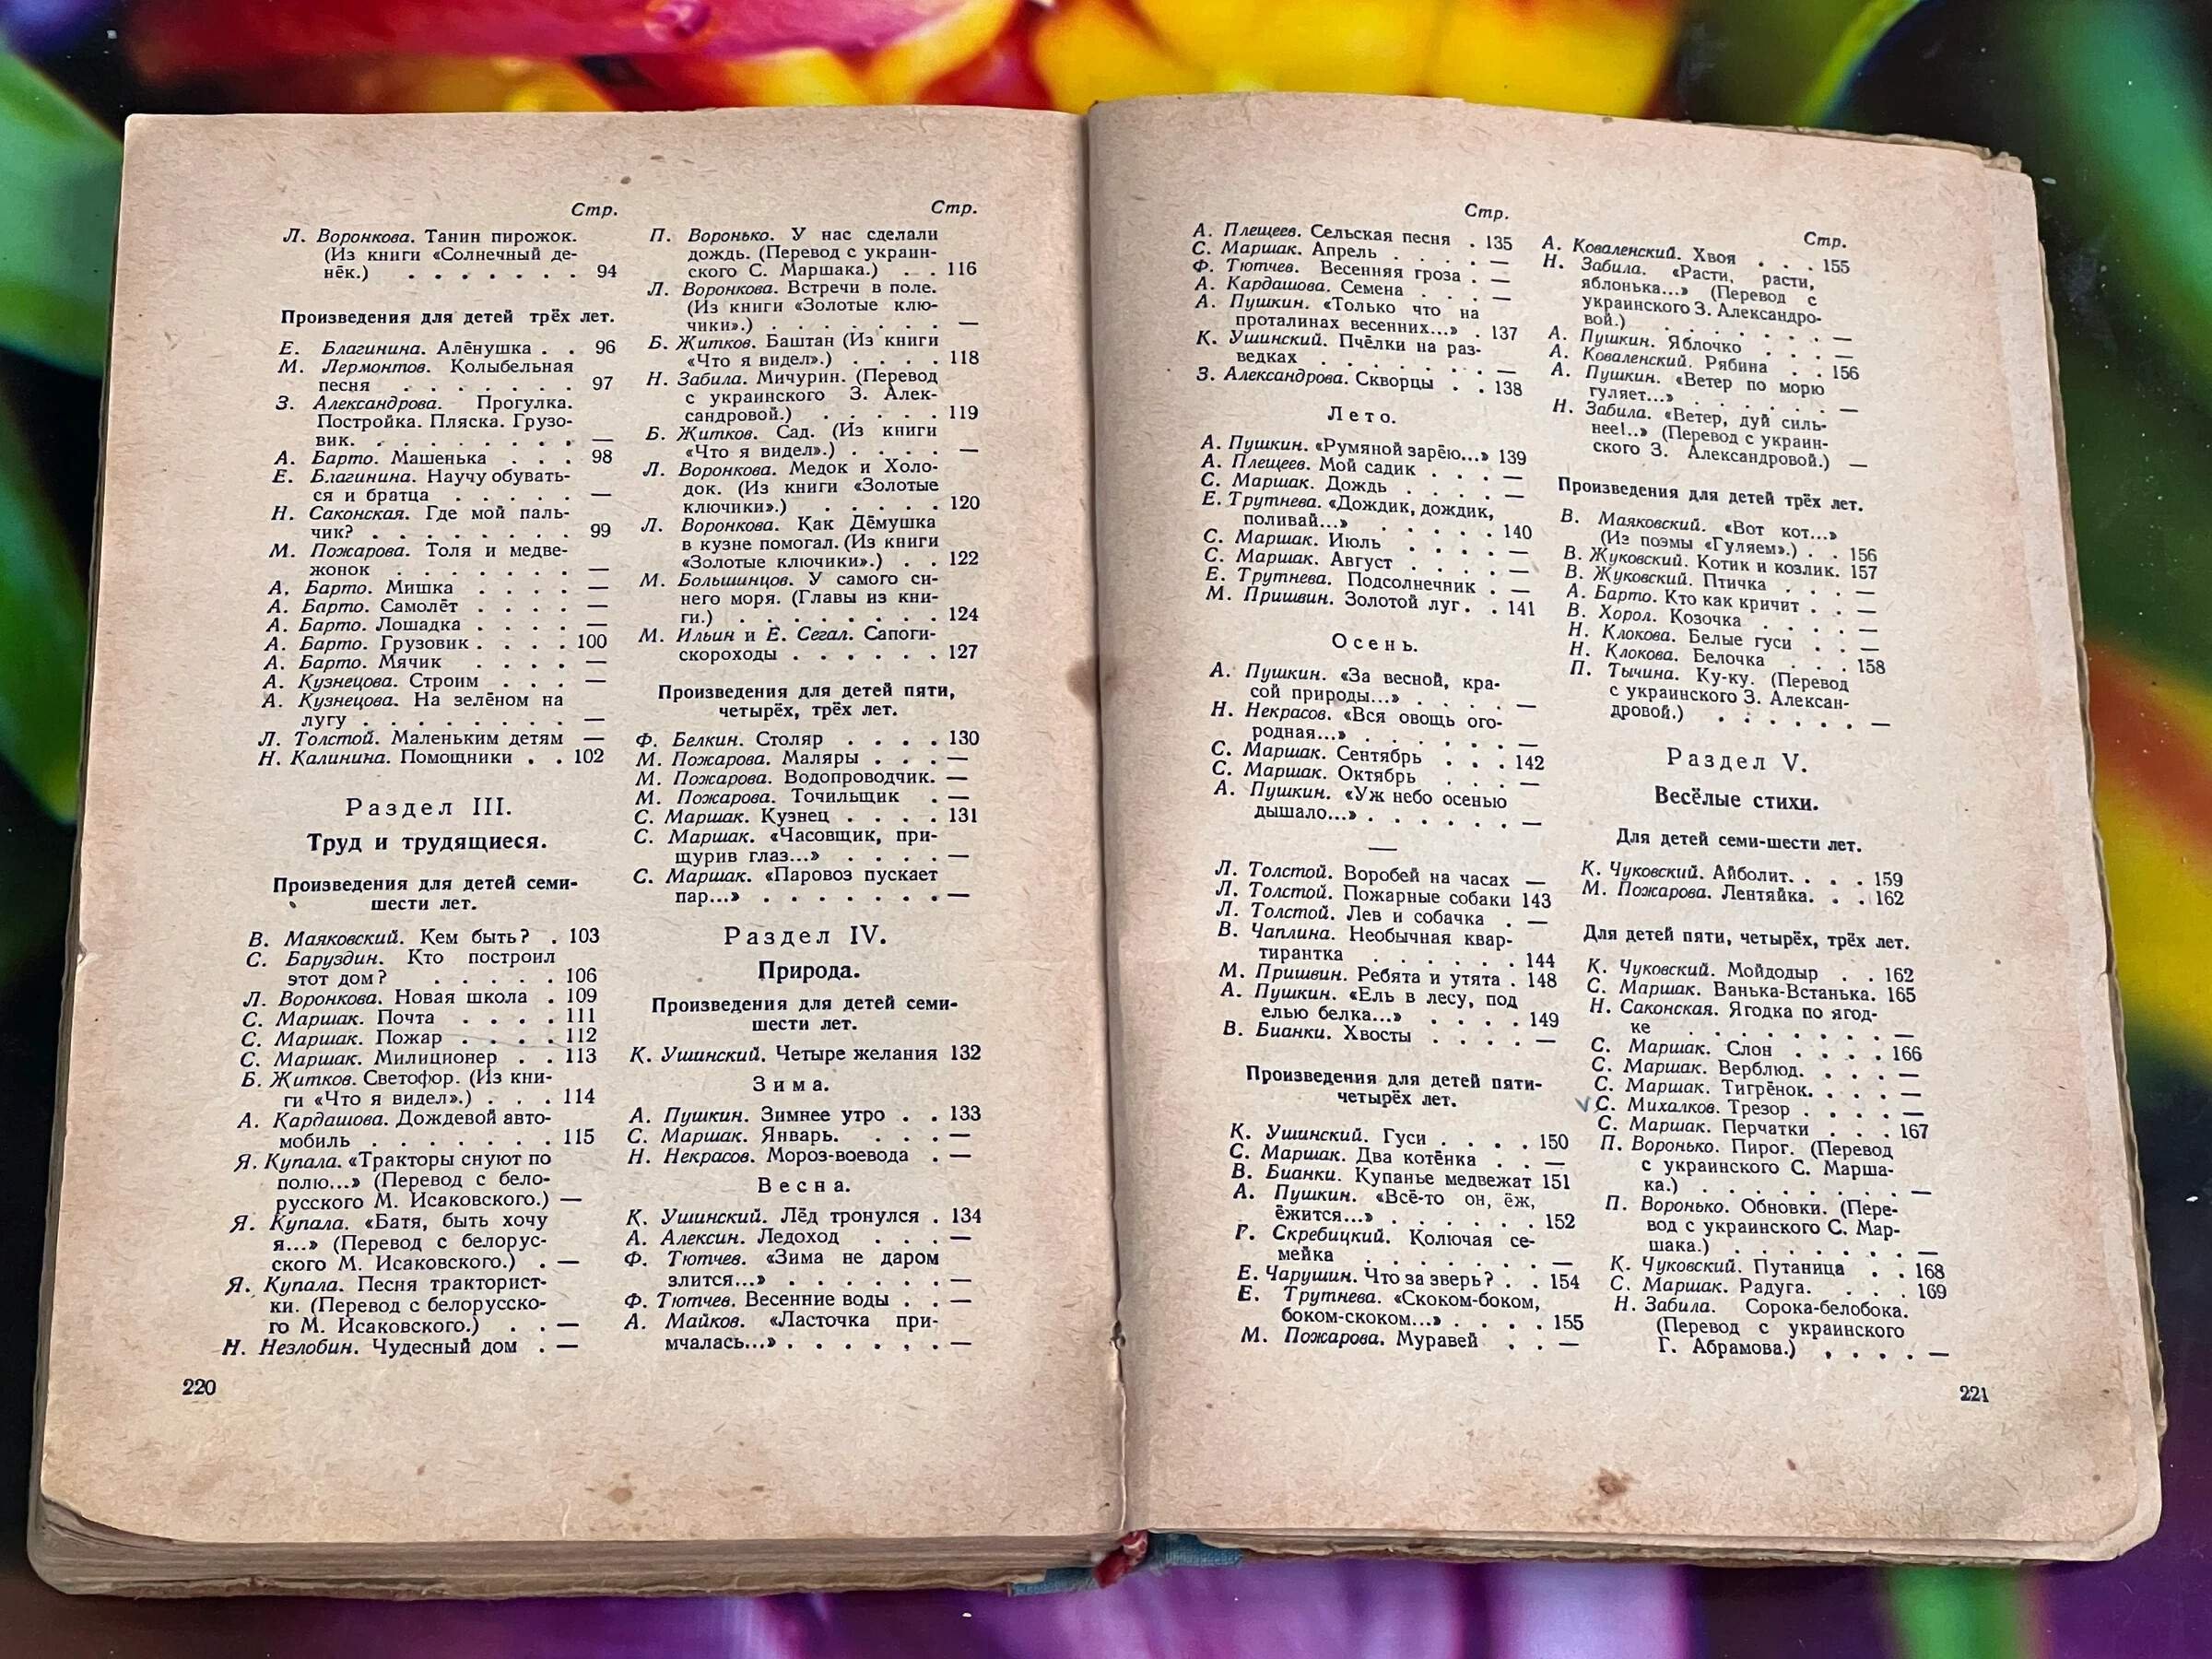 Стр.
Л. Воронкова. Танин пирожок.
(Из книги «Солнечный де-
нёк.) . . . . . . . 94
Произведения для детей трёх лет.
Е. Благинина. Алёнушка . . 96
М. Лермонтов. Колыбельная
песня . . . . . . . 97
З. Александрова. Прогулка.
Постройка. Пляска. Грузо-
вик. . . . . . . . . —
А. Барто. Машенька . . . 98
Е. Благинина. Научу обувать-
ся и братца . . . . . —
Н. Саконская. Где мой паль-
чик? . . . . . . . . 99
М. Пожарова. Толя и медве-
жонок . . . . . . . —
А. Барто. Мишка . . . . —
А. Барто. Самолёт . . . . —
А. Барто. Лошадка . . . . —
А. Барто. Грузовик . . . . 100
А. Барто. Мячик . . . . —
А. Кузнецова. Строим . . . —
А. Кузнецова. На зелёном на
лугу . . . . . . . . —
Л. Толстой. Маленьким детям —
Н. Калинина. Помощники . . 102
Раздел III.
Труд и трудящиеся.
Произведения для детей семи-
шести лет.
В. Маяковский. Кем быть? . 103
С. Баруздин. Кто построил
этот дом? . . . . . 106
Л. Воронкова. Новая школа . 109
С. Маршак. Почта . . . . 111
С. Маршак. Пожар . . . . 112
С. Маршак. Милиционер . . 113
Б. Житков. Светофор. (Из кни-
ги «Что я видел».) . . . 114
А. Кардашова. Дождевой авто-
мобиль . . . . . . . 115
Я. Купала. «Тракторы снуют по
полю...» (Перевод с бело-
русского М. Исаковского.) —
Я. Купала. «Батя, быть хочу
я...» (Перевод с белорус-
ского М. Исаковского.) . —
Я. Купала. Песня тракторист-
ки. (Перевод с белорусско-
го М. Исаковского.) . . —
Н. Незлобин. Чудесный дом . —
220
Стр.
П. Воронько. У нас сделали
дождь. (Перевод с украин-
ского С. Маршака.) . . 116
Л. Воронкова. Встречи в поле.
(Из книги «Золотые клю-
чики».) . . . . . . . —
Б. Житков. Баштан (Из книги
«Что я видел».) . . . . 118
Н. Забила. Мичурин. (Перевод
с украинского З. Алек-
сандровой.) . . . . . 119
Б. Житков. Сад. (Из книги
«Что я видел».) . . . . —
Л. Воронкова. Медок и Холо-
док. (Из книги «Золотые
ключики».) . . . . . 120
Л. Воронкова. Как Дёмушка
в кузне помогал. (Из книги
«Золотые ключики».) . . 122
М. Большинцов. У самого си-
него моря. (Главы из кни-
ги.) . . . . . . . . 124
М. Ильин и Е. Сегал. Сапоги-
скороходы . . . . . . 127
Произведения для детей пяти,
четырёх, трёх лет.
Ф. Белкин. Столяр . . . . 130
М. Пожарова. Маляры . . . —
М. Пожарова. Водопроводчик. —
М. Пожарова. Точильщик . —
С. Маршак. Кузнец . . . . 131
С. Маршак. «Часовщик, при-
щурив глаз...» . . . . —
С. Маршак. «Паровоз пускает
пар...» . . . . . . . —
Раздел IV.
Природа.
Произведения для детей семи-
шести лет.
К. Ушинский. Четыре желания 132
Зима.
А. Пушкин. Зимнее утро . . 133
С. Маршак. Январь. . . . —
Н. Некрасов. Мороз-воевода . —
Весна.
К. Ушинский. Лёд тронулся . 134
А. Алексин. Ледоход . . . —
Ф. Тютчев. «Зима не даром
злится...» . . . . . . —
Ф. Тютчев. Весенние воды . . —
А. Майков. «Ласточка при-
мчалась...» . . . . . . —
Стр.
А. Плещеев. Сельская песня . 135
С. Маршак. Апрель . . . . —
Ф. Тютчев. Весенняя гроза . —
А. Кардашова. Семена . . . —
А. Пушкин. «Только что на
проталинах весенних...» . 137
К. Ушинский. Пчёлки на раз-
ведках . . . . . . . —
З. Александрова. Скворцы . . 138
Лето.
А. Пушкин. «Румяной зарёю...» 139
А. Плещеев. Мой садик . . . —
С. Маршак. Дождь . . . . —
Е. Трутнева. «Дождик, дождик,
поливай...» . . . . . 140
С. Маршак. Июль . . . . —
С. Маршак. Август . . . . —
Е. Трутнева. Подсолнечник . —
М. Пришвин. Золотой луг. . 141
Осень.
А. Пушкин. «За весной, кра-
сой природы...» . . . . —
Н. Некрасов. «Вся овощь ого-
родная...» . . . . . . —
С. Маршак. Сентябрь . . . 142
С. Маршак. Октябрь . . . —
А. Пушкин. «Уж небо осенью
дышало...» . . . . . . —
—
Л. Толстой. Воробей на часах —
Л. Толстой. Пожарные собаки 143
Л. Толстой. Лев и собачка . —
В. Чаплина. Необычная квар-
тирантка . . . . . . 144
М. Пришвин. Ребята и утята . 148
А. Пушкин. «Ель в лесу, под
елью белка...» . . . . 149
В. Бианки. Хвосты . . . . —
Произведения для детей пяти-
четырёх лет.
К. Ушинский. Гуси . . . . 150
С. Маршак. Два котёнка . . —
В. Бианки. Купанье медвежат 151
А. Пушкин. «Всё-то он, ёж,
ёжится...» . . . . . . 152
Г. Скребицкий. Колючая се-
мейка . . . . . . . —
Е. Чарушин. Что за зверь? . . 154
Е. Трутнева. «Скоком-боком,
боком-скоком...» . . . . 155
М. Пожарова. Муравей . . —
Стр.
А. Коваленский. Хвоя . . . 155
Н. Забила. «Расти, расти,
яблонька...» (Перевод с
украинского З. Александро-
вой.) . . . . . . . —
А. Пушкин. Яблочко . . . —
А. Коваленский. Рябина . . 156
А. Пушкин. «Ветер по морю
гуляет...» . . . . . . —
Н. Забила. «Ветер, дуй силь-
нее!..» (Перевод с украин-
ского З. Александровой.) —
Произведения для детей трёх лет.
В. Маяковский. «Вот кот...»
(Из поэмы «Гуляем».) . . 156
В. Жуковский. Котик и козлик. 157
В. Жуковский. Птичка . . . —
А. Барто. Кто как кричит . . —
В. Хорол. Козочка . . . . —
Н. Клокова. Белые гуси . . —
Н. Клокова. Белочка . . . 158
П. Тычина. Ку-ку. (Перевод
с украинского З. Алексан-
дровой.) . . . . . . —
Раздел V.
Весёлые стихи.
Для детей семи-шести лет.
К. Чуковский. Айболит. . . . 159
М. Пожарова. Лентяйка. . . 162
Для детей пяти, четырёх, трёх лет.
К. Чуковский. Мойдодыр . . 162
С. Маршак. Ванька-Встанька. 165
Н. Саконская. Ягодка по ягод-
ке . . . . . . . . —
С. Маршак. Слон . . . . 166
С. Маршак. Верблюд. . . . —
С. Маршак. Тигрёнок. . . . —
С. Михалков. Трезор . . . . —
С. Маршак. Перчатки . . . 167
П. Воронько. Пирог. (Перевод
с украинского С. Марша-
ка.) . . . . . . . . —
П. Воронько. Обновки. (Пере-
вод с украинского С. Мар-
шака.) . . . . . . . —
К. Чуковский. Путаница . . 168
С. Маршак. Радуга. . . . 169
Н. Забила. Сорока-белобока.
(Перевод с украинского
Г. Абрамова.) . . . . —
221